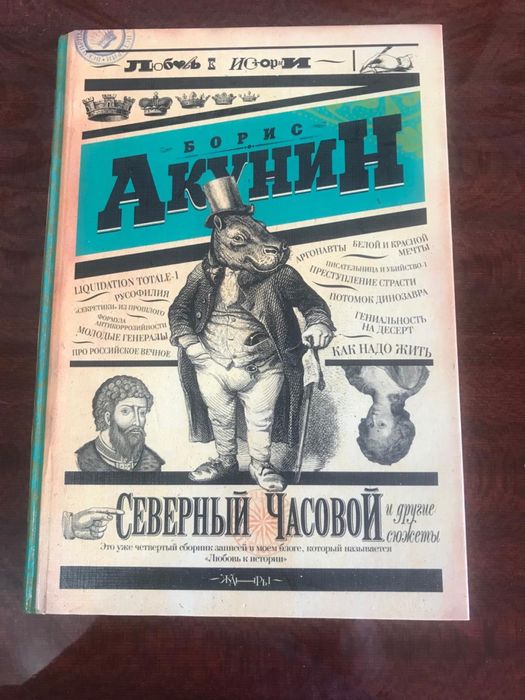 Любовь к истории
БОРИС
АКУНИН
LIQUIDATION TOTALE-1
РУСОФИЛИЯ
"СЕКРЕТИКИ" ИЗ ПРОШЛОГО
ФОРМУЛА
АНТИКОРРОЗИЙНОСТИ
МОЛОДЫЕ ГЕНЕРАЛЫ
ПРО РОССИЙСКОЕ ВЕЧНОЕ
АРГОНАВТЫ БЕЛОЙ И КРАСНОЙ
МЕЧТЫ
ПИСАТЕЛЬНИЦА И УБИЙСТВО-1
ПРЕСТУПЛЕНИЕ СТРАСТИ
ПОТОМОК ДИНОЗАВРА
ГЕНИАЛЬНОСТЬ
НА ДЕСЕРТ
КАК НАДО ЖИТЬ
СЕВЕРНЫЙ ЧАСОВОЙ и другие
сюжеты
Это уже четвертый сборник записей в моем блоге, который называется
«Любовь к истории»
ЖАНРЫ